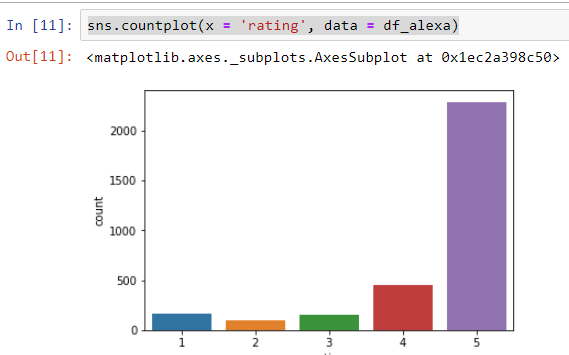 In [11]: sns.countplot(x = 'rating', data = df_alexa)
Out[11]: <matplotlib.axes._subplots.AxesSubplot at 0x1ec2a398c50>
2000
1500
1000
500
0
count
1 2 3 4 5